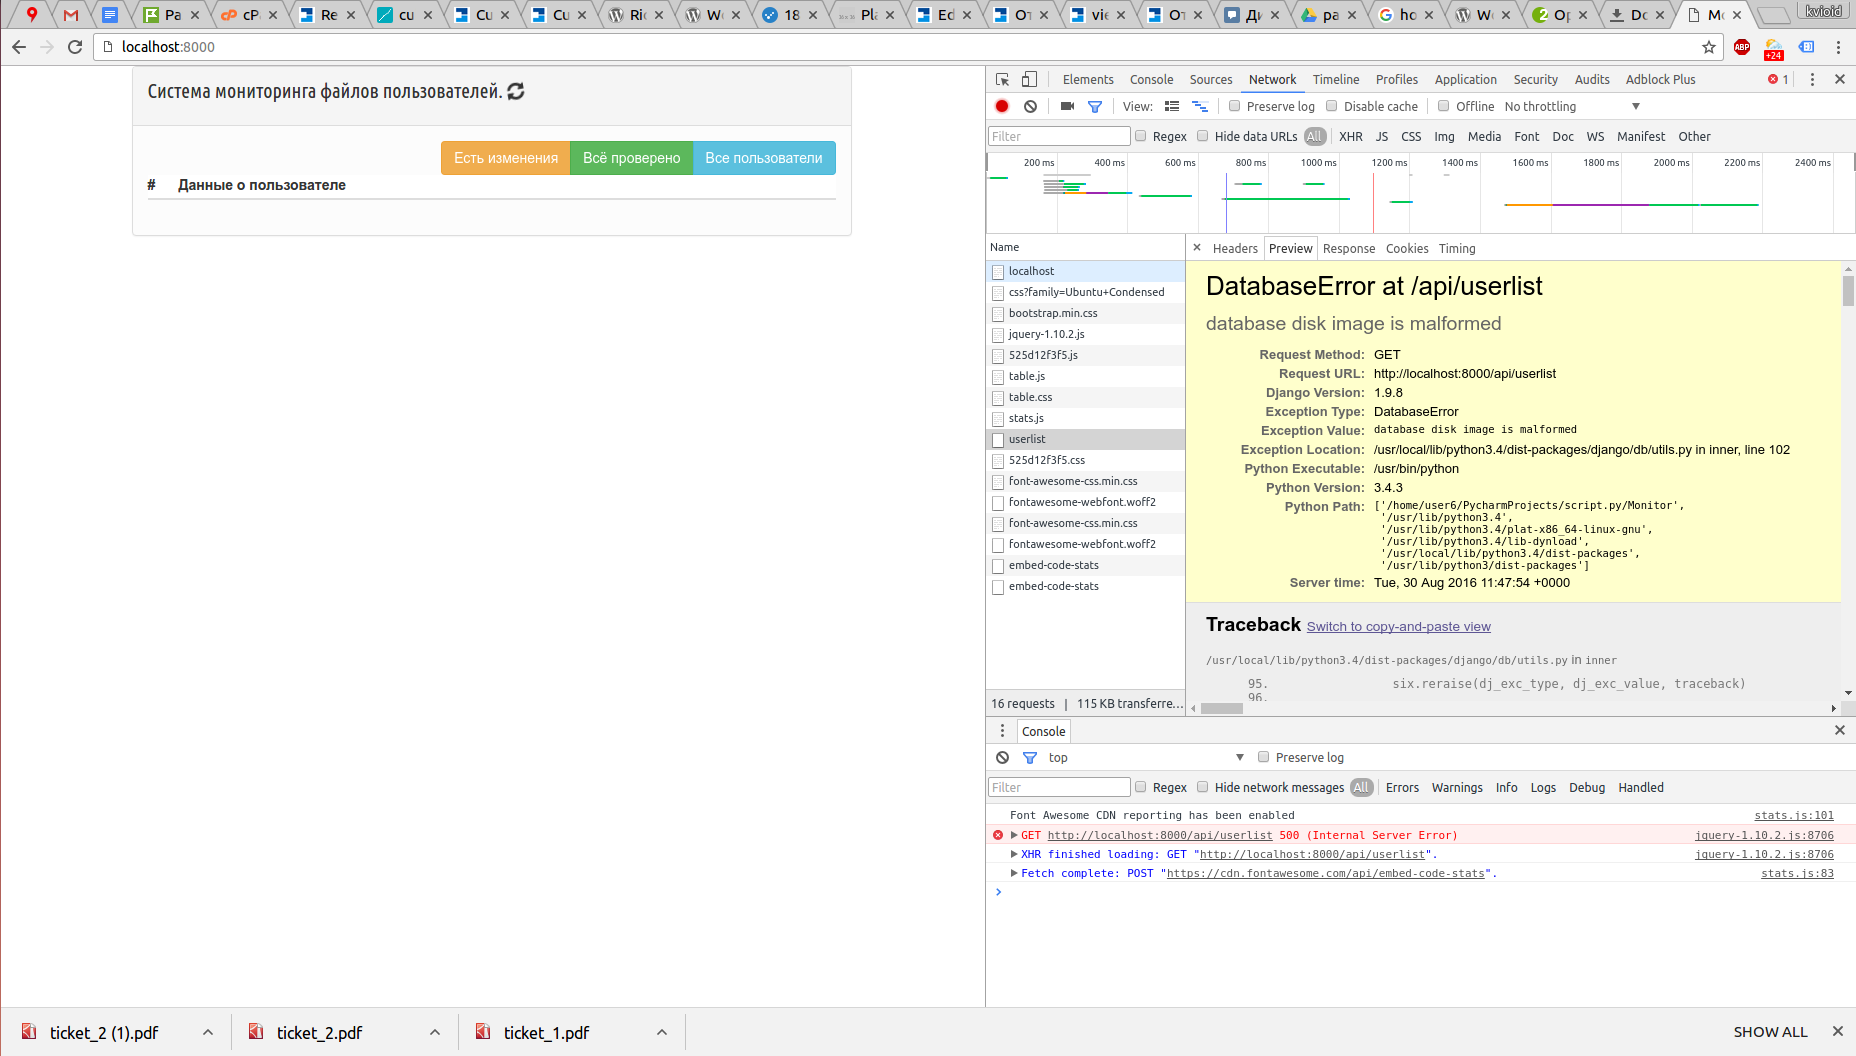 Pa
cP
Re
cu
Cu
Cu
Ric
Wo
18
Pla
Ed
От
vie
От
Ди
pa
ho
Wo
Op
Do
Mo
kvioid
localhost:8000
ABP
+24
Система мониторинга файлов пользователей.
Есть изменения Всё проверено Все пользователи
# Данные о пользователе
Elements Console Sources Network Timeline Profiles Application Security Audits Adblock Plus 1
View: Preserve log Disable cache Offline No throttling
Filter Regex Hide data URLs All XHR JS CSS Img Media Font Doc WS Manifest Other
200 ms 400 ms 600 ms 800 ms 1000 ms 1200 ms 1400 ms 1600 ms 1800 ms 2000 ms 2200 ms 2400 ms
Name
localhost
css?family=Ubuntu+Condensed
bootstrap.min.css
jquery-1.10.2.js
525d12f3f5.js
table.js
table.css
stats.js
userlist
525d12f3f5.css
font-awesome-css.min.css
fontawesome-webfont.woff2
font-awesome-css.min.css
fontawesome-webfont.woff2
embed-code-stats
embed-code-stats
16 requests | 115 KB transferre...
× Headers Preview Response Cookies Timing
DatabaseError at /api/userlist
database disk image is malformed
Request Method: GET
Request URL: http://localhost:8000/api/userlist
Django Version: 1.9.8
Exception Type: DatabaseError
Exception Value: database disk image is malformed
Exception Location: /usr/local/lib/python3.4/dist-packages/django/db/utils.py in inner, line 102
Python Executable: /usr/bin/python
Python Version: 3.4.3
Python Path: ['/home/user6/PycharmProjects/script.py/Monitor',
'/usr/lib/python3.4',
'/usr/lib/python3.4/plat-x86_64-linux-gnu',
'/usr/lib/python3.4/lib-dynload',
'/usr/local/lib/python3.4/dist-packages',
'/usr/lib/python3/dist-packages']
Server time: Tue, 30 Aug 2016 11:47:54 +0000
Traceback Switch to copy-and-paste view
/usr/local/lib/python3.4/dist-packages/django/db/utils.py in inner
95. six.reraise(dj_exc_type, dj_exc_value, traceback)
96.
Console
top Preserve log
Filter Regex Hide network messages All Errors Warnings Info Logs Debug Handled
Font Awesome CDN reporting has been enabled stats.js:101
GET http://localhost:8000/api/userlist 500 (Internal Server Error) jquery-1.10.2.js:8706
XHR finished loading: GET "http://localhost:8000/api/userlist". jquery-1.10.2.js:8706
Fetch complete: POST "https://cdn.fontawesome.com/api/embed-code-stats". stats.js:83
ticket_2 (1).pdf ticket_2.pdf ticket_1.pdf SHOW ALL